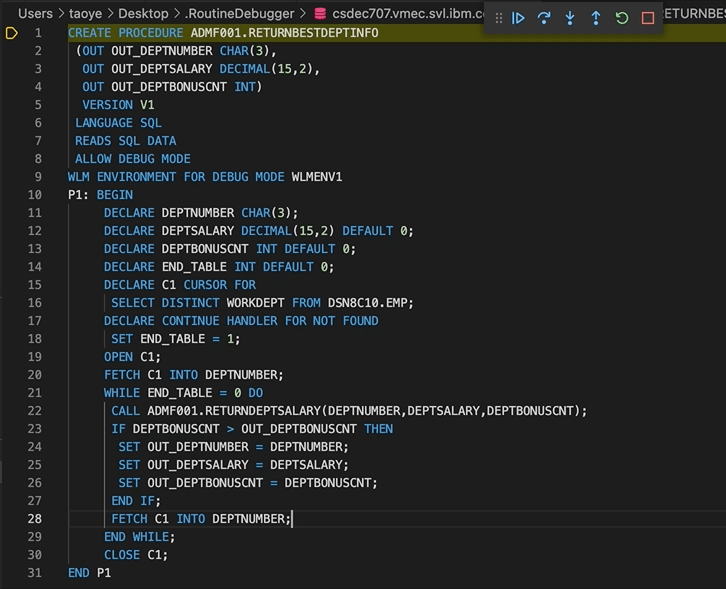 Users > taoye > Desktop > .RoutineDebugger > csdec707.vmec.svl.ibm.c ETURNBES
1 CREATE PROCEDURE ADMF001.RETURNBESTDEPTINFO
2 (OUT OUT_DEPTNUMBER CHAR(3),
3 OUT OUT_DEPTSALARY DECIMAL(15,2),
4 OUT OUT_DEPTBONUSCNT INT)
5 VERSION V1
6 LANGUAGE SQL
7 READS SQL DATA
8 ALLOW DEBUG MODE
9 WLM ENVIRONMENT FOR DEBUG MODE WLMENV1
10 P1: BEGIN
11 DECLARE DEPTNUMBER CHAR(3);
12 DECLARE DEPTSALARY DECIMAL(15,2) DEFAULT 0;
13 DECLARE DEPTBONUSCNT INT DEFAULT 0;
14 DECLARE END_TABLE INT DEFAULT 0;
15 DECLARE C1 CURSOR FOR
16 SELECT DISTINCT WORKDEPT FROM DSN8C10.EMP;
17 DECLARE CONTINUE HANDLER FOR NOT FOUND
18 SET END_TABLE = 1;
19 OPEN C1;
20 FETCH C1 INTO DEPTNUMBER;
21 WHILE END_TABLE = 0 DO
22 CALL ADMF001.RETURNDEPTSALARY(DEPTNUMBER,DEPTSALARY,DEPTBONUSCNT);
23 IF DEPTBONUSCNT > OUT_DEPTBONUSCNT THEN
24 SET OUT_DEPTNUMBER = DEPTNUMBER;
25 SET OUT_DEPTSALARY = DEPTSALARY;
26 SET OUT_DEPTBONUSCNT = DEPTBONUSCNT;
27 END IF;
28 FETCH C1 INTO DEPTNUMBER;
29 END WHILE;
30 CLOSE C1;
31 END P1